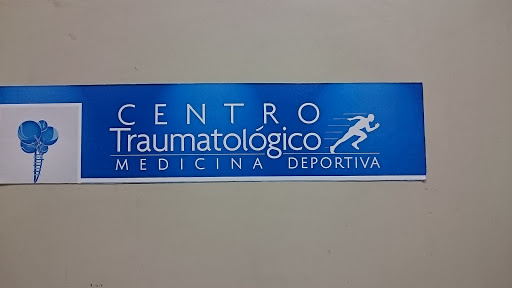 CENTRO
Traumatológico
MEDICINA DEPORTIVA